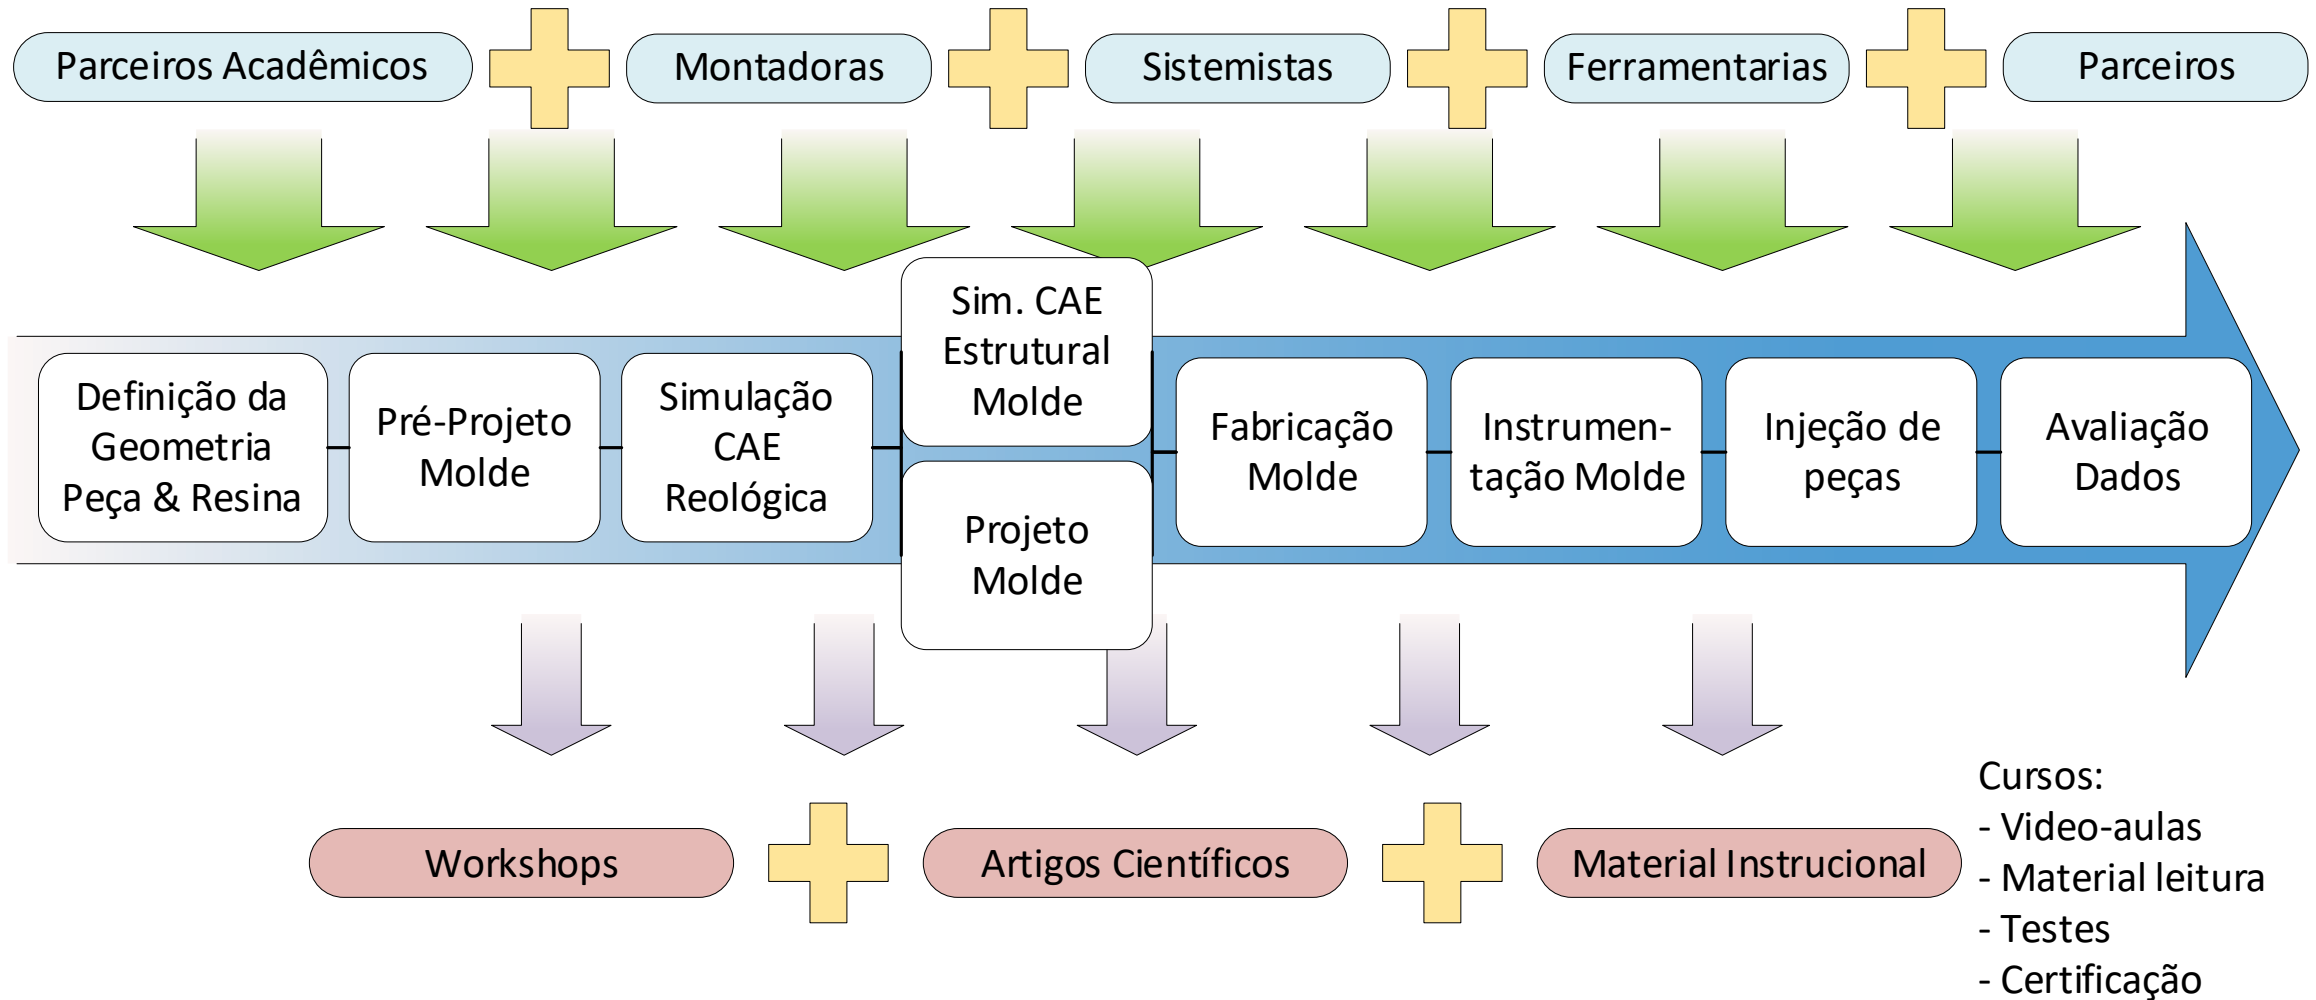 Parceiros Acadêmicos
Montadoras
Sistemistas
Ferramentarias
Parceiros
Definição da
Geometria
Peça & Resina
Pré-Projeto
Molde
Simulação
CAE
Reológica
Sim. CAE
Estrutural
Molde
Projeto
Molde
Fabricação
Molde
Instrumen-
tação Molde
Injeção de
peças
Avaliação
Dados
Workshops
Artigos Científicos
Material Instrucional
Cursos:
- Video-aulas
- Material leitura
- Testes
- Certificação